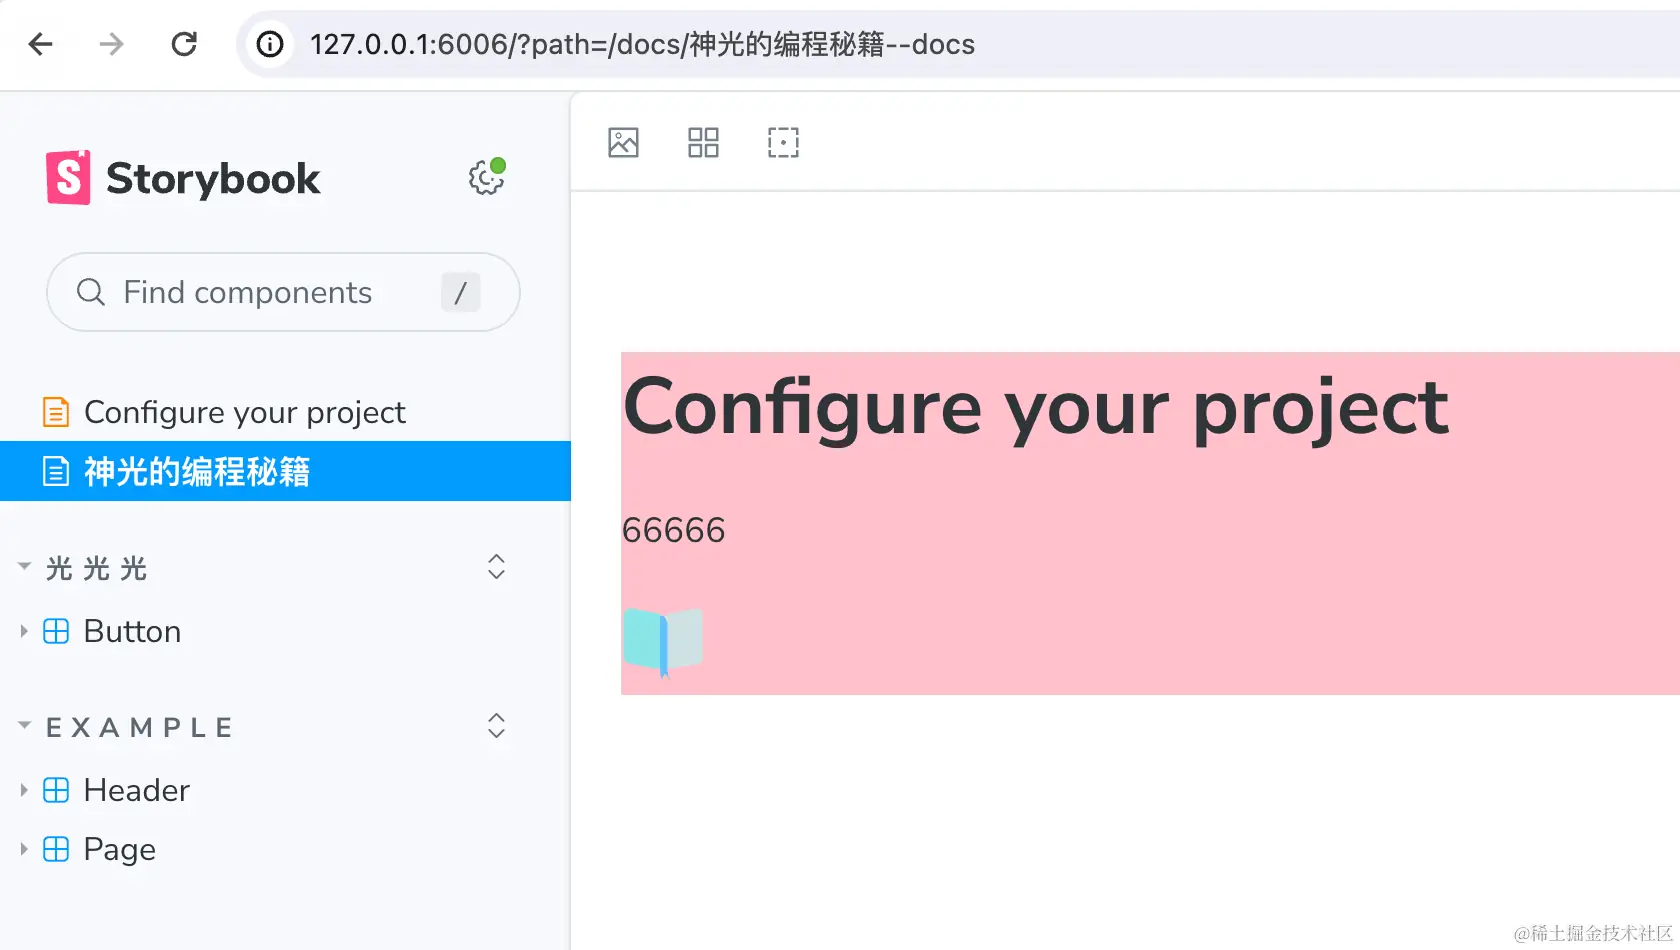 127.0.0.1:6006/?path=/docs/神光的编程秘籍--docs
S Storybook
Find components /
Configure your project
神光的编程秘籍
光光光
Button
EXAMPLE
Header
Page
Configure your project
66666
@稀土掘金技术社区